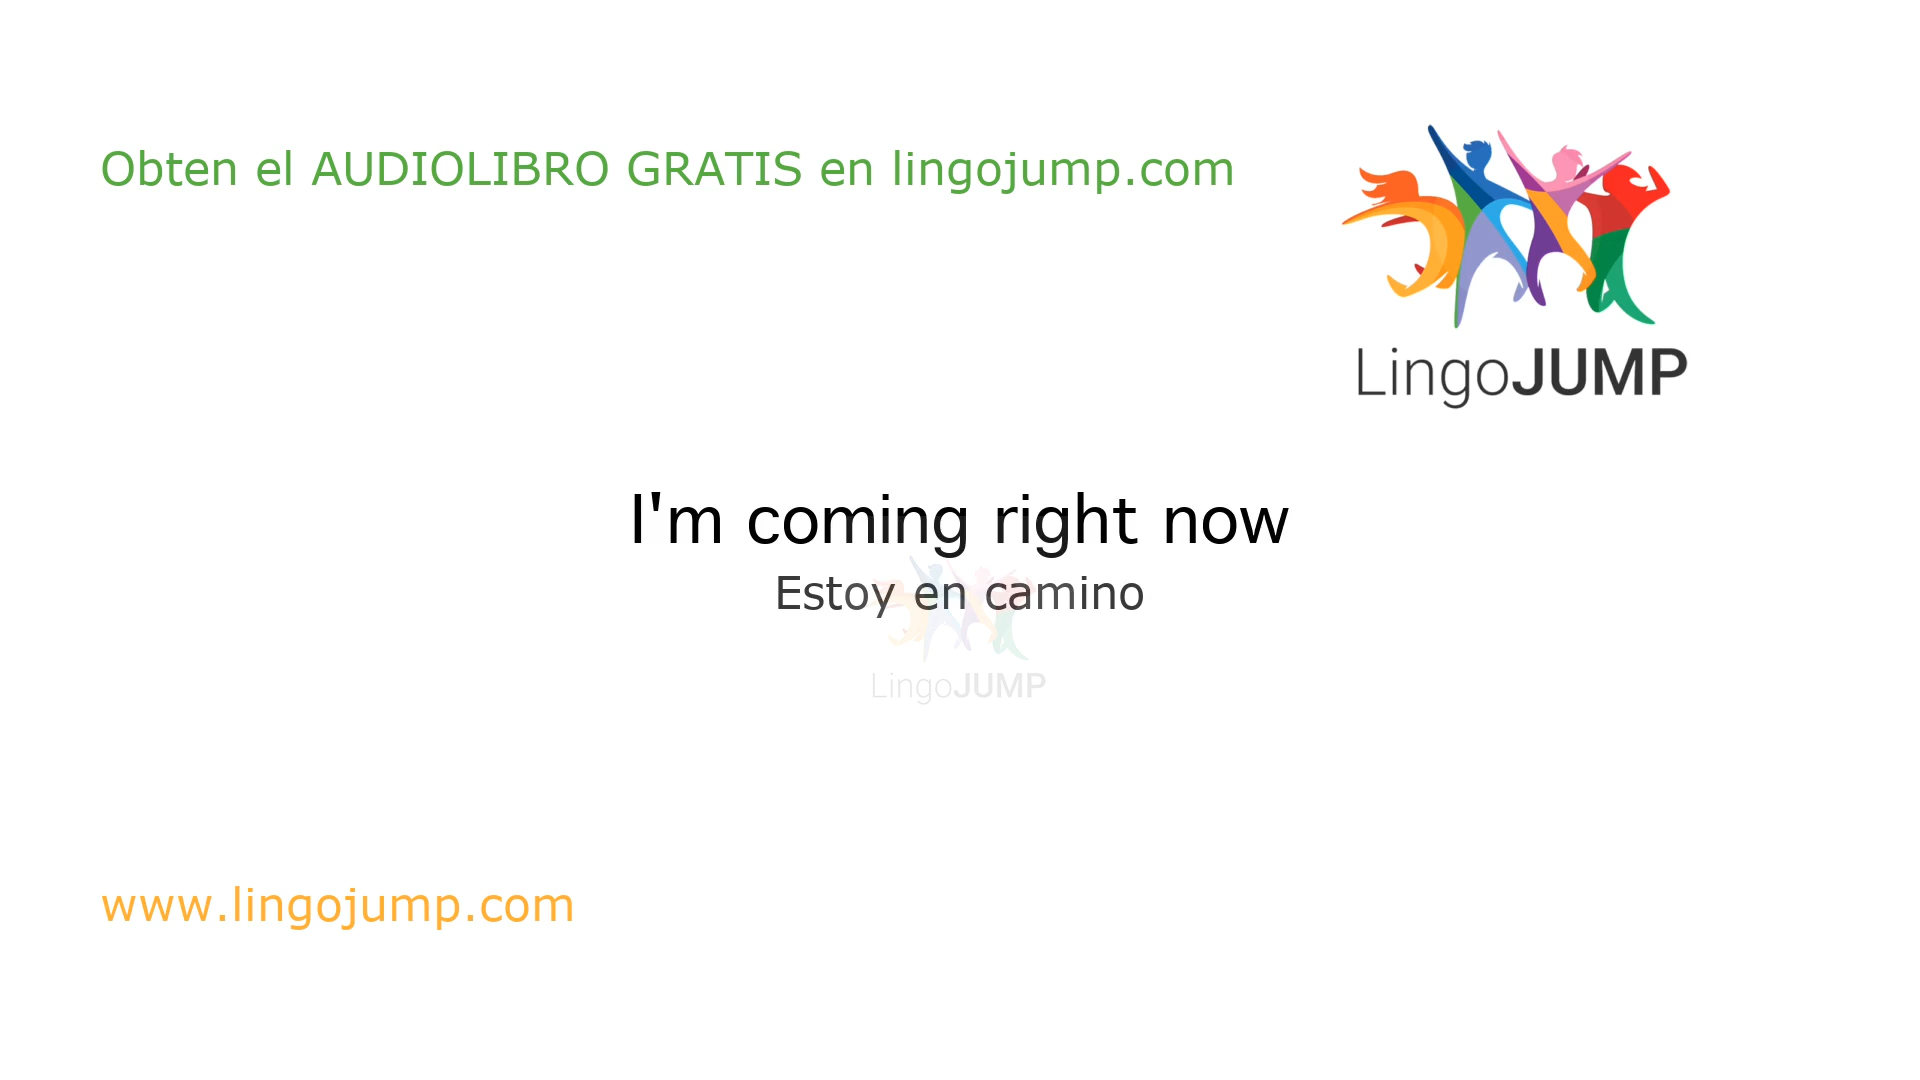 Obten el AUDIOLIBRO GRATIS en lingojump.com
LingoJUMP
I'm coming right now
Estoy en camino
LingoJUMP
www.lingojump.com